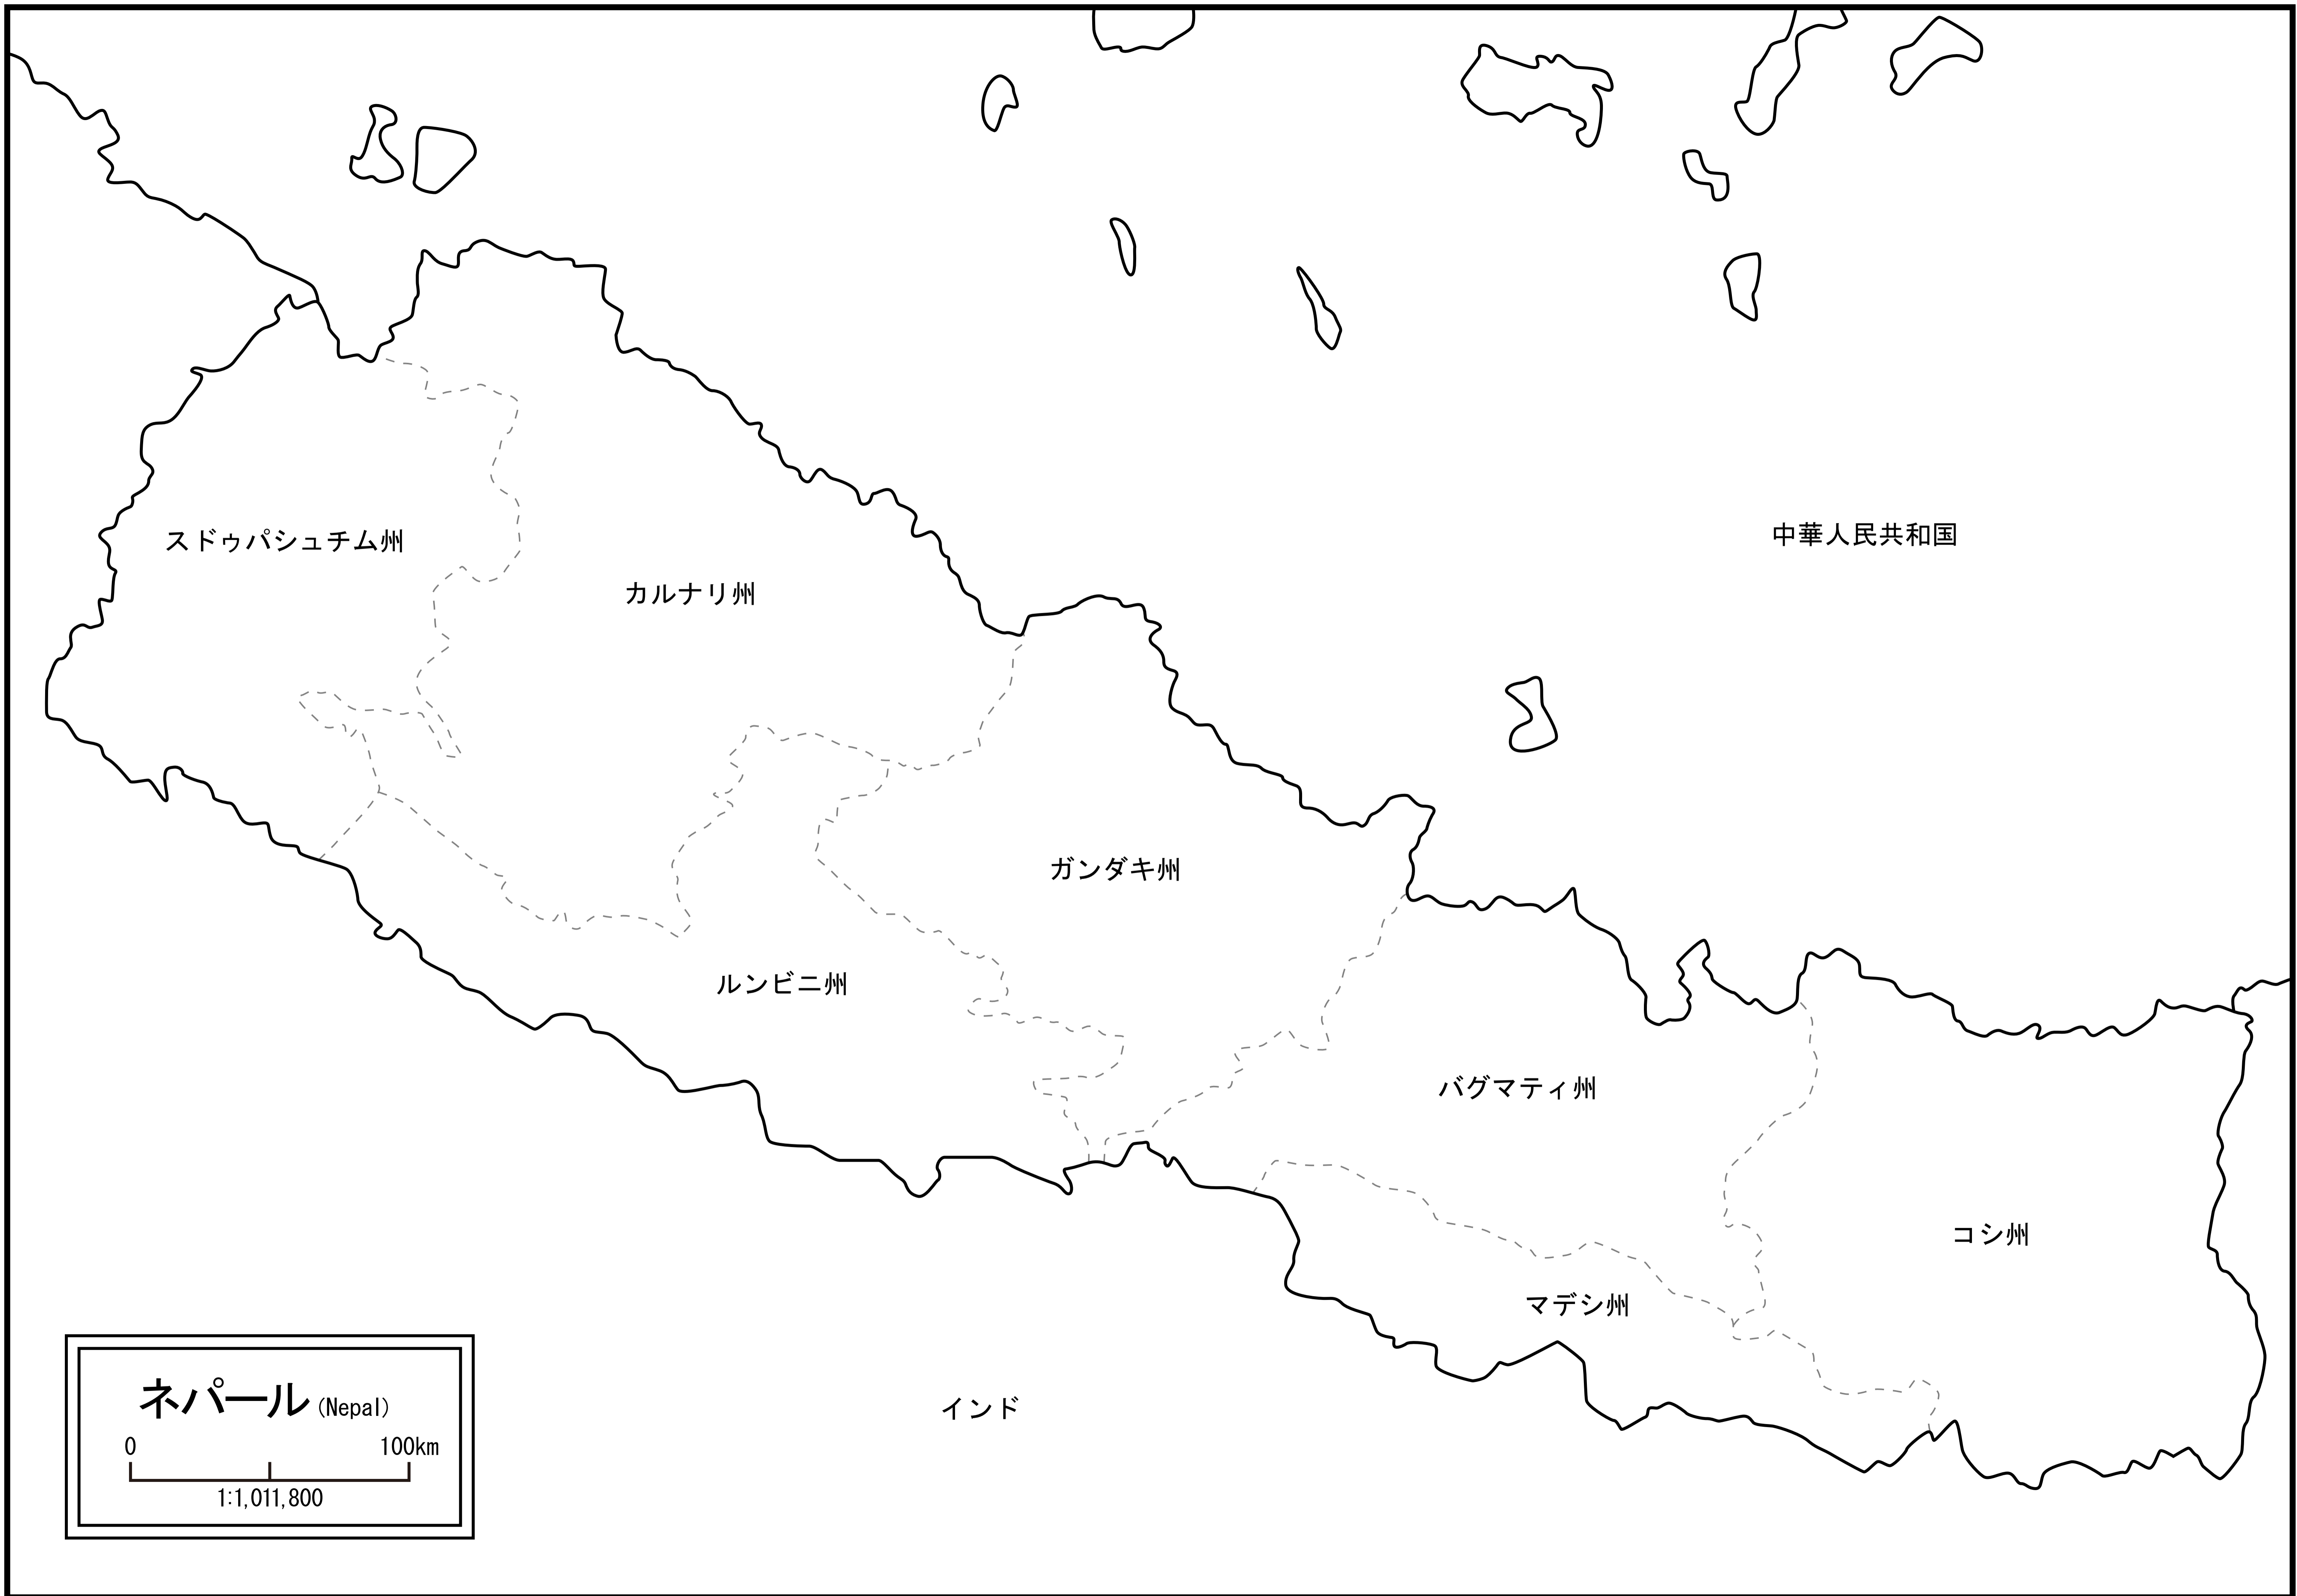 スドゥパシュチム州
中華人民共和国
カルナリ州
ガンダキ州
ルンビニ州
バグマティ州
コシ州
マデシ州
インド
ネパール (Nepal)
0 100km
1:1,011,800